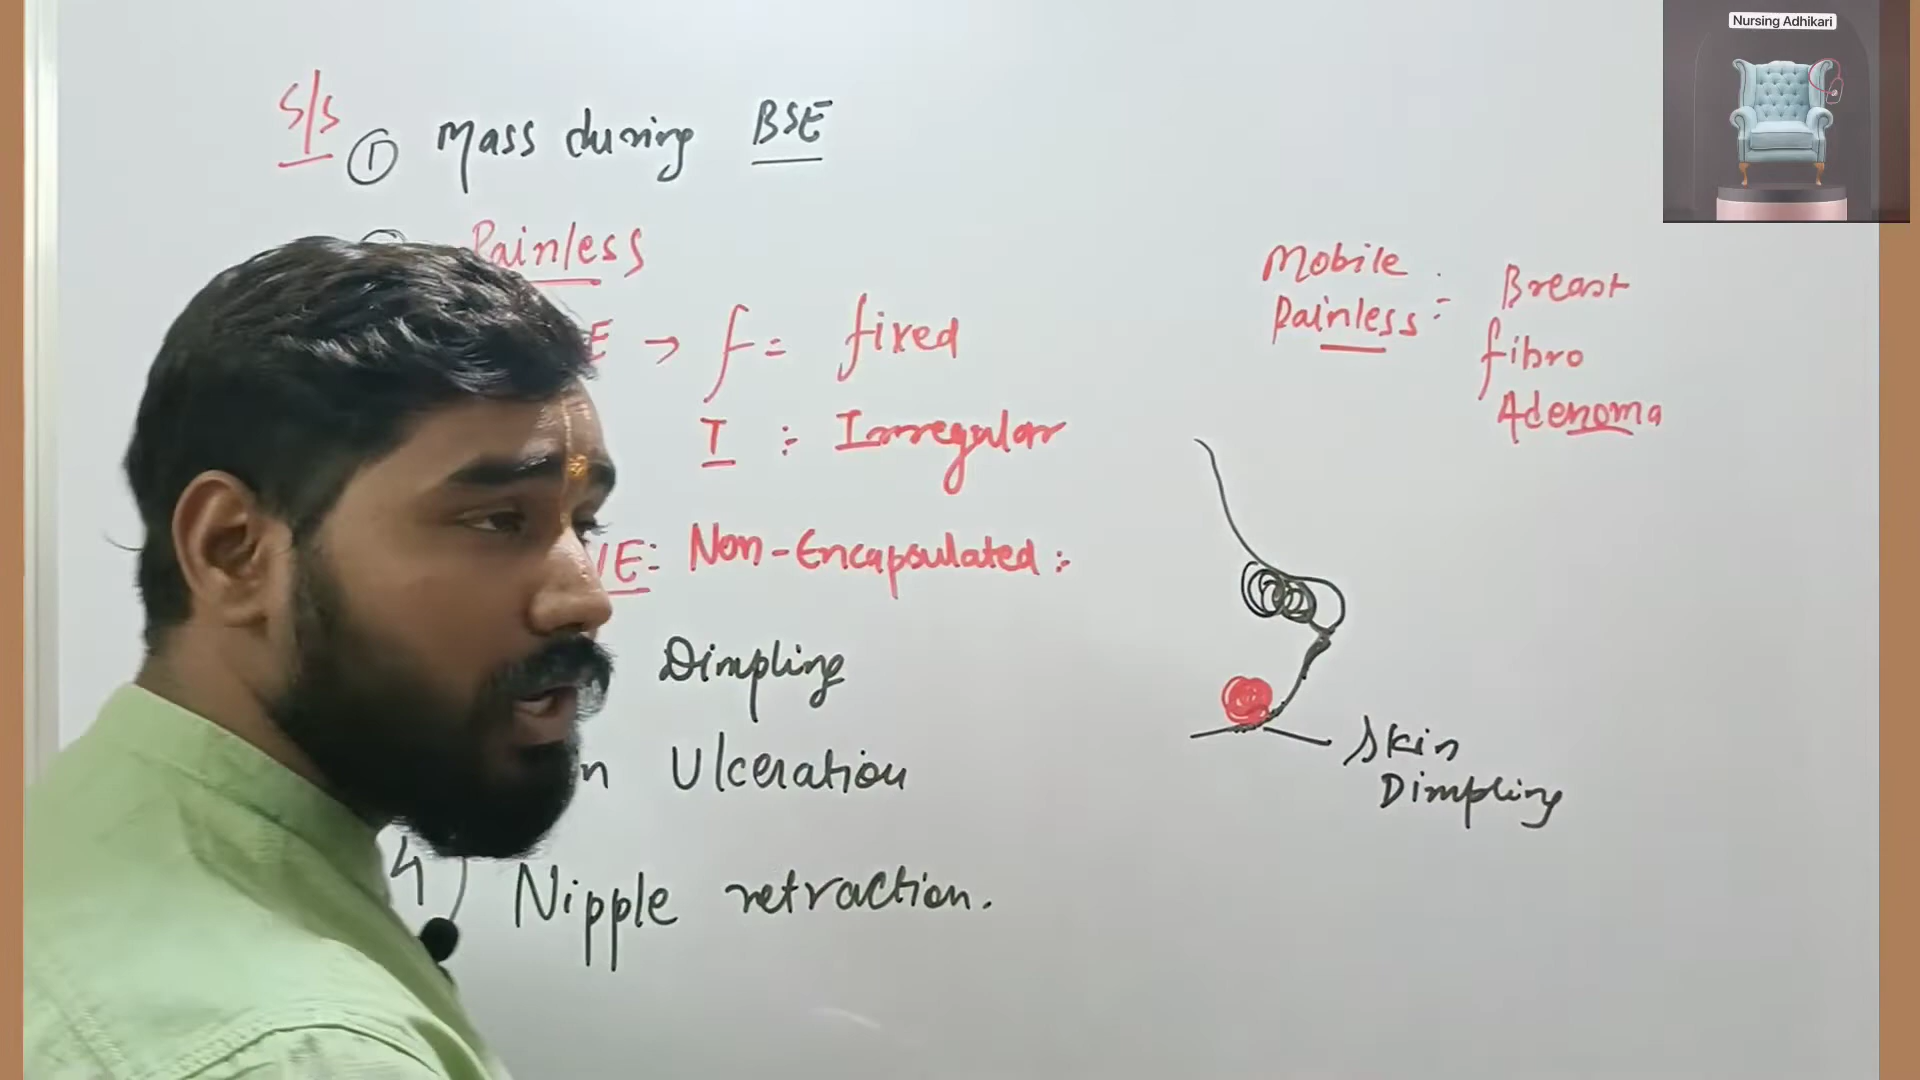 Nursing Adhikari
S/S
① Mass during BSE
Painless
E → f = fixed
I : Irregular
NE: Non-Encapsulated:
Dimpling
n Ulceration
4) Nipple retraction.
Mobile
Painless : Breast
fibro
Adenoma
Skin
Dimpling